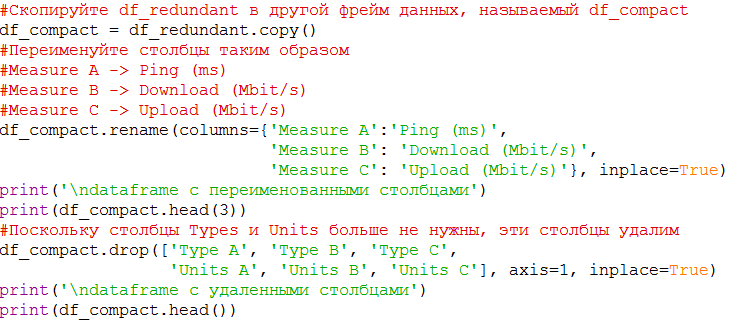 #Скопируйте df_redundant в другой фрейм данных, называемый df_compact
df_compact = df_redundant.copy()
#Переименуйте столбцы таким образом
#Measure A -> Ping (ms)
#Measure B -> Download (Mbit/s)
#Measure C -> Upload (Mbit/s)
df_compact.rename(columns={'Measure A':'Ping (ms)',
                           'Measure B': 'Download (Mbit/s)',
                           'Measure C': 'Upload (Mbit/s)'}, inplace=True)
print('\ndataframe с переименованными столбцами')
print(df_compact.head(3))
#Поскольку столбцы Types и Units больше не нужны, эти столбцы удалим
df_compact.drop(['Type A', 'Type B', 'Type C',
                 'Units A', 'Units B', 'Units C'], axis=1, inplace=True)
print('\ndataframe с удаленными столбцами')
print(df_compact.head())